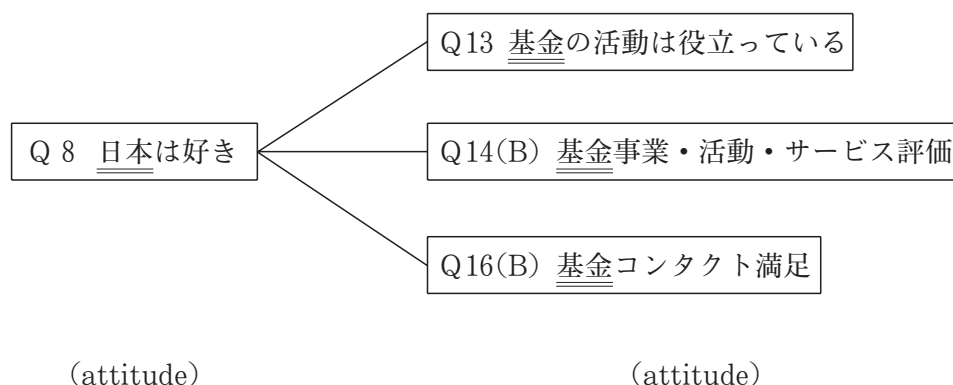 Q13 基金の活動は役立っている
Q 8 日本は好き
Q14(B) 基金事業・活動・サービス評価
Q16(B) 基金コンタクト満足
(attitude)
(attitude)